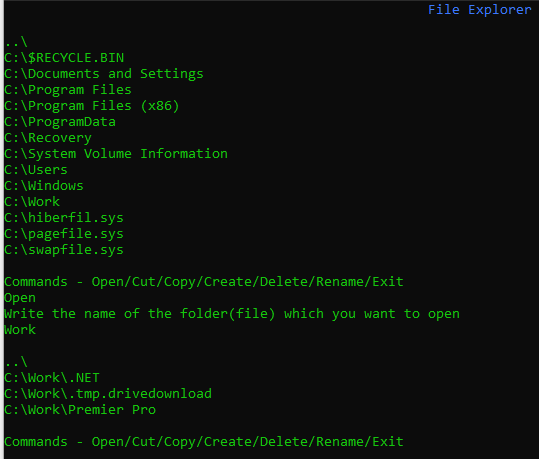 File Explorer
..\
C:\$RECYCLE.BIN
C:\Documents and Settings
C:\Program Files
C:\Program Files (x86)
C:\ProgramData
C:\Recovery
C:\System Volume Information
C:\Users
C:\Windows
C:\Work
C:\hiberfil.sys
C:\pagefile.sys
C:\swapfile.sys
Commands - Open/Cut/Copy/Create/Delete/Rename/Exit
Open
Write the name of the folder(file) which you want to open
Work
..\
C:\Work\.NET
C:\Work\.tmp.drivedownload
C:\Work\Premier Pro
Commands - Open/Cut/Copy/Create/Delete/Rename/Exit